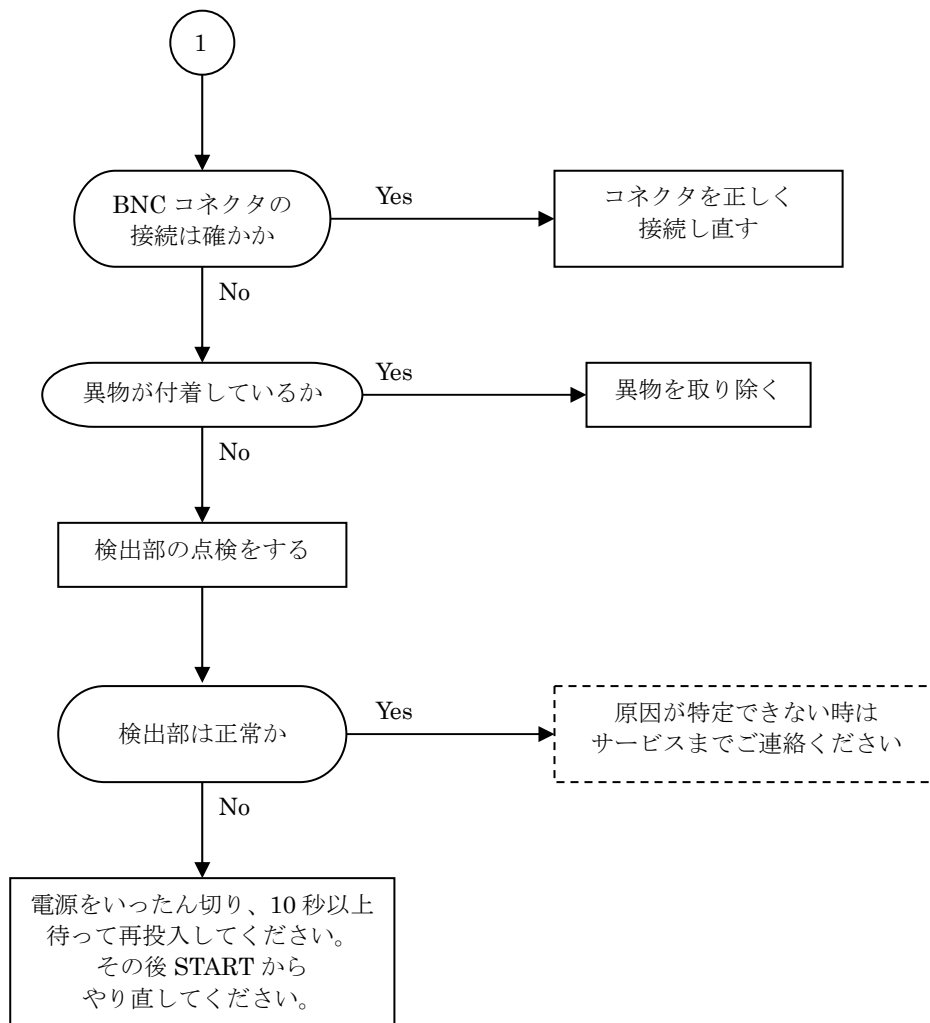 1
BNC コネクタの
接続は確かか
Yes
コネクタを正しく
接続し直す
No
異物が付着しているか
Yes
異物を取り除く
No
検出部の点検をする
検出部は正常か
Yes
原因が特定できない時は
サービスまでご連絡ください
No
電源をいったん切り、10 秒以上
待って再投入してください。
その後 START から
やり直してください。